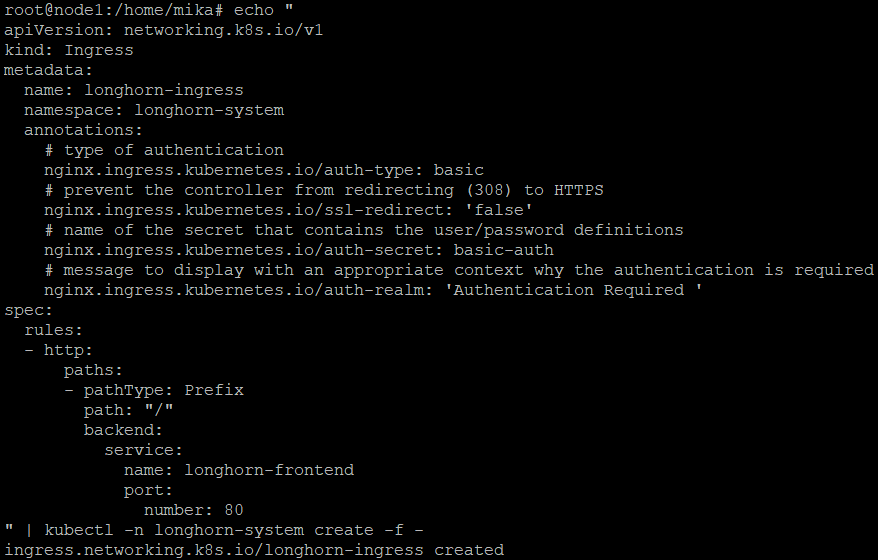 root@node1:/home/mika# echo "
apiVersion: networking.k8s.io/v1
kind: Ingress
metadata:
  name: longhorn-ingress
  namespace: longhorn-system
  annotations:
    # type of authentication
    nginx.ingress.kubernetes.io/auth-type: basic
    # prevent the controller from redirecting (308) to HTTPS
    nginx.ingress.kubernetes.io/ssl-redirect: 'false'
    # name of the secret that contains the user/password definitions
    nginx.ingress.kubernetes.io/auth-secret: basic-auth
    # message to display with an appropriate context why the authentication is required
    nginx.ingress.kubernetes.io/auth-realm: 'Authentication Required '
spec:
  rules:
  - http:
      paths:
      - pathType: Prefix
        path: "/"
        backend:
          service:
            name: longhorn-frontend
            port:
              number: 80
" | kubectl -n longhorn-system create -f -
ingress.networking.k8s.io/longhorn-ingress created